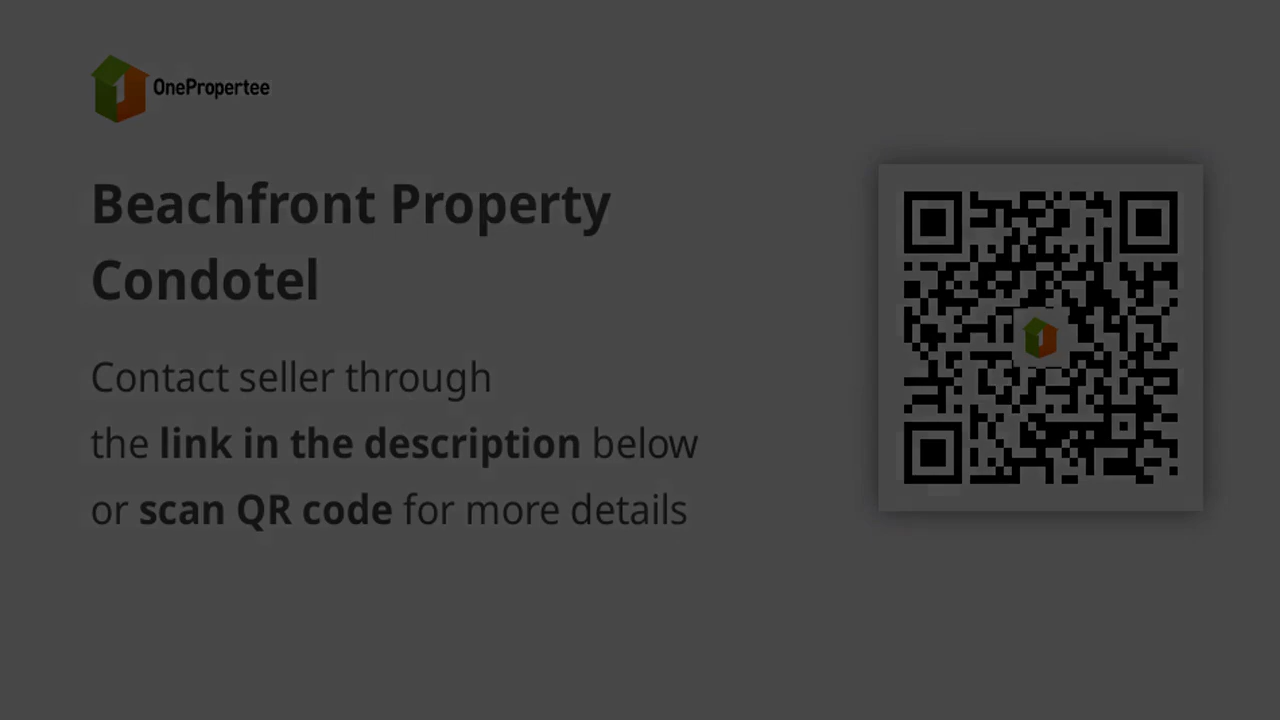 OnePropertee
Beachfront Property
Condotel
Contact seller through
the link in the description below
or scan QR code for more details